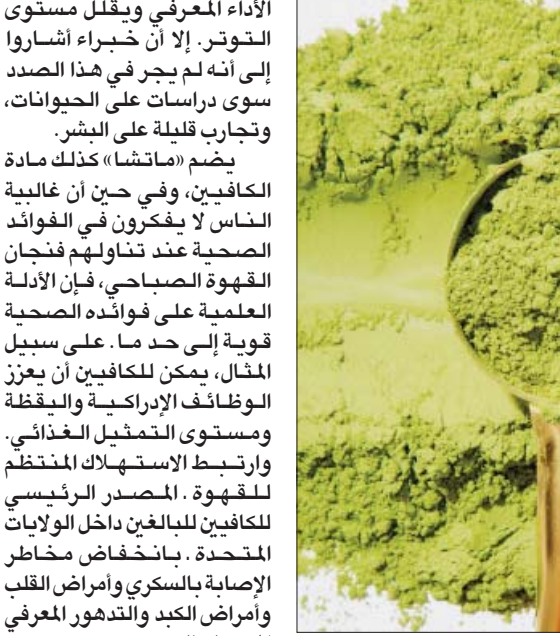 الأداء المعرفي ويقلل مستوى
التوتر. إلا أن خبراء أشاروا
إلى أنه لم يجر في هذا الصدد
سوى دراسات على الحيوانات،
وتجارب قليلة على البشر.
يضم «ماتشا» كذلك مادة
الكافيين، وفي حين أن غالبية
الناس لا يفكرون في الفوائد
الصحية عند تناولهم فنجان
القهوة الصباحي، فإن الأدلة
العلمية على فوائده الصحية
قوية إلى حد ما. على سبيل
المثال، يمكن للكافيين أن يعزز
الوظائف الإدراكية واليقظة
ومستوى التمثيل الغذائي.
وارتبط الاستهلاك المنتظم
للقهوة . المصدر الرئيسي
للكافيين للبالغين داخل الولايات
المتحدة . بانخفاض مخاطر
الإصابة بالسكري وأمراض القلب
وأمراض الكبد والتدهور المعرفي